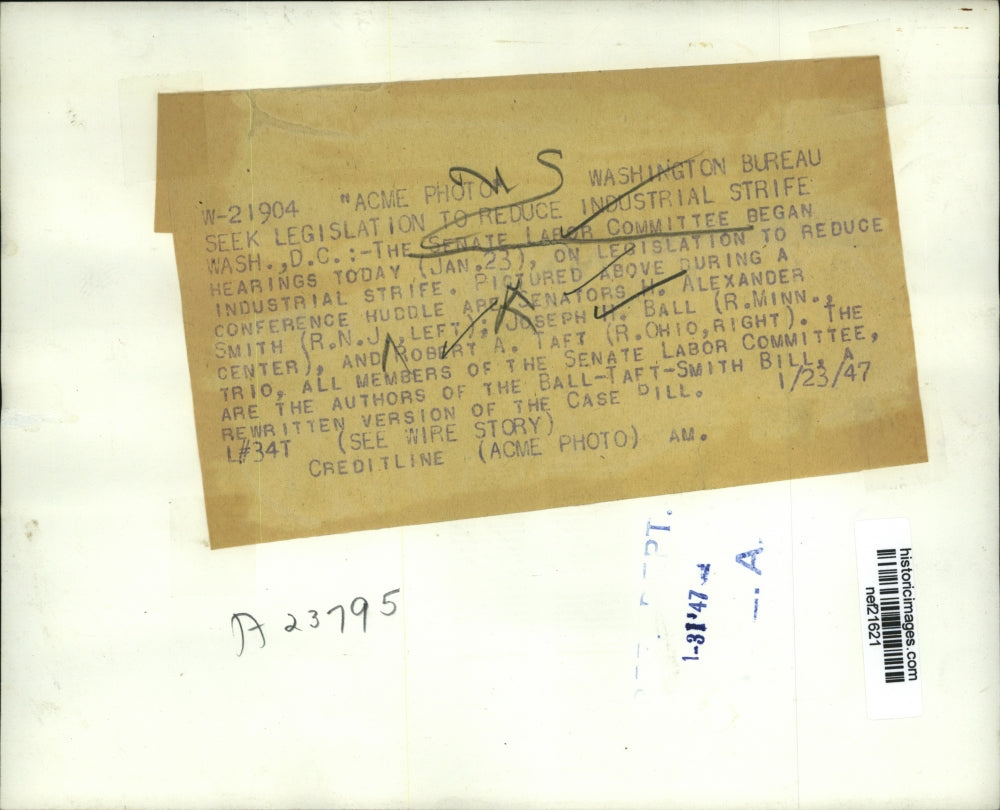 W-21904 "ACME PHOTO" WASHINGTON BUREAU
SEEK LEGISLATION TO REDUCE INDUSTRIAL STRIFE
WASH., D.C.:-THE SENATE LABOR COMMITTEE BEGAN
HEARINGS TODAY (JAN.23), ON LEGISLATION TO REDUCE
INDUSTRIAL STRIFE. PICTURED ABOVE DURING A
CONFERENCE HUDDLE ARE SENATORS H. ALEXANDER
SMITH (R.N.J., LEFT); JOSEPH H. BALL (R.MINN.,
CENTER), AND ROBERT A. TAFT (R.OHIO,RIGHT). THE
TRIO, ALL MEMBERS OF THE SENATE LABOR COMMITTEE,
ARE THE AUTHORS OF THE BALL-TAFT-SMITH BILL, A
REWRITTEN VERSION OF THE CASE BILL. 1/23/47
L#34T (SEE WIRE STORY)
CREDITLINE (ACME PHOTO) AM.
A 23795
historicimages.com
nef21621